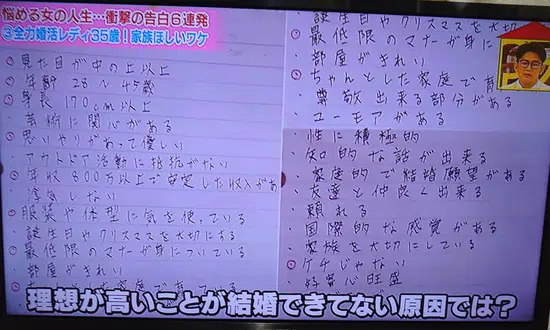 悩める女の人生…衝撃の告白6連発
③全力婚活レディ35歳!家族ほしいワケ
見た目が中の上以上
年齢 28~45歳
身長 170cm以上
芸術に関心がある
思いやりがあって優しい
アウトドア活動に抵抗がない
年収 800万以上で安定した収入があ
浮気しない
服装や体型に気を使っている
誕生日やクリスマスを大切にする
最低限のマナーが身についている
部屋がきれい
誕生日やクリスマスを大
最低限のマナーが身に
部屋がきれい
ちゃんとした家庭で育
尊敬出来る部分がある
ユーモアがある
性に積極的
知的な話が出来る
家庭的で結婚願望がある
友達と仲良く出来る
頼れる
国際的な感覚がある
家族を大切にしている
ケチじゃない
好奇心旺盛
理想が高いことが結婚できてない原因では?